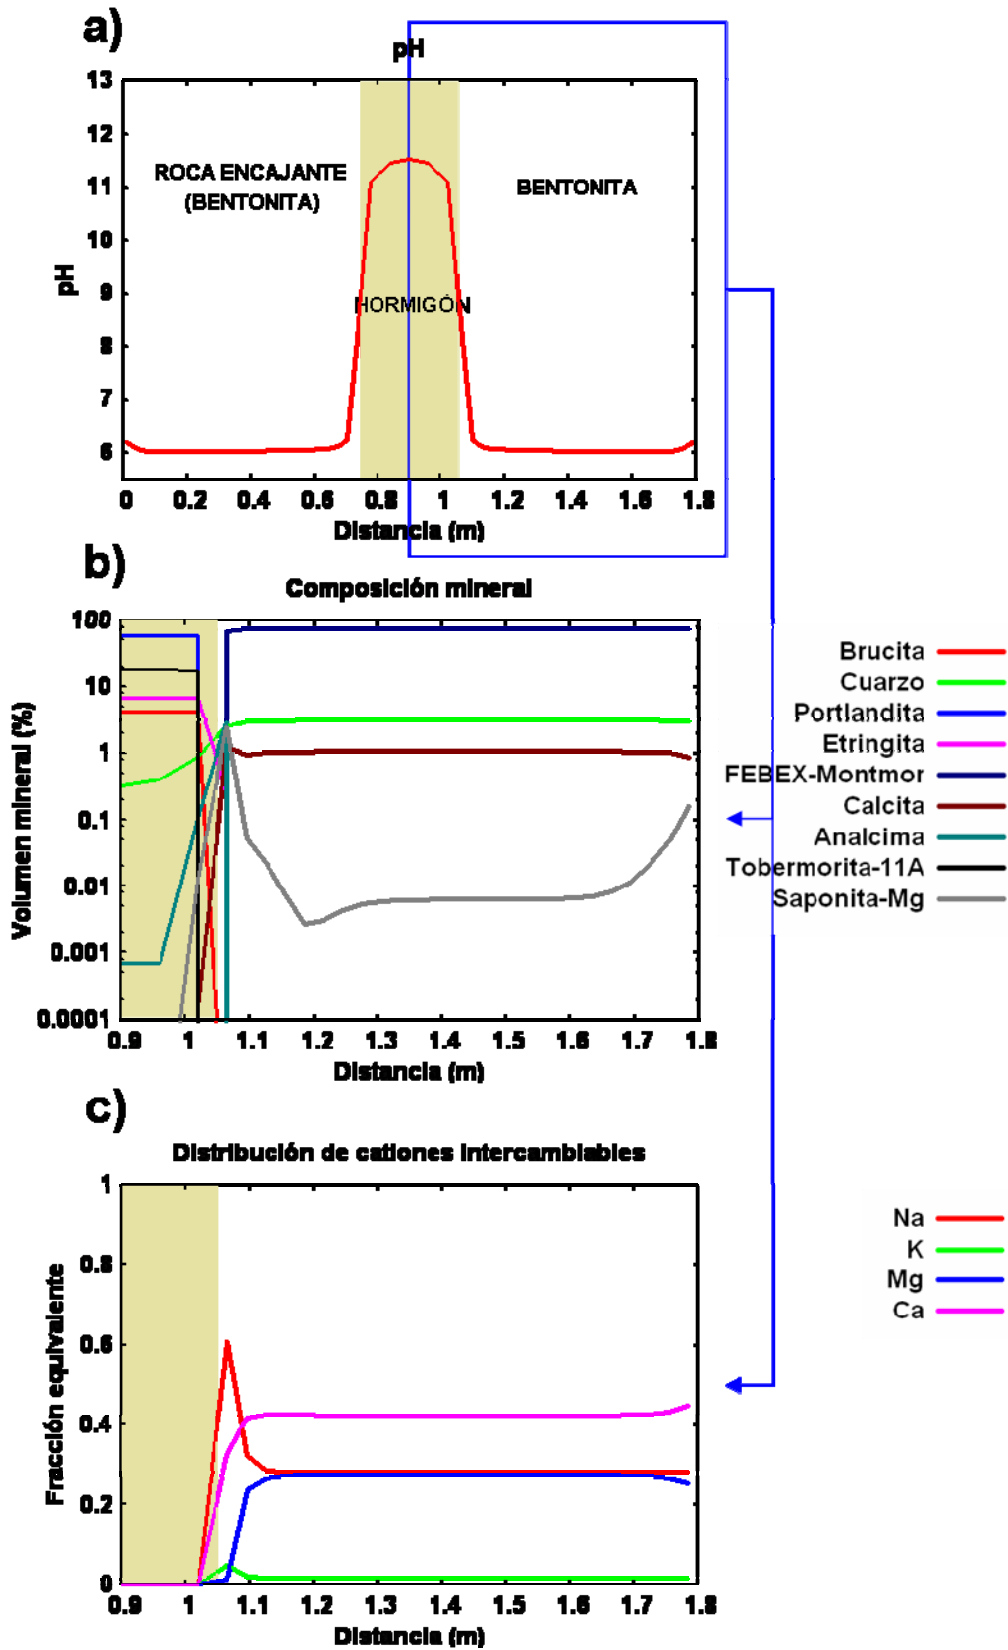 a)
pH
13
12
11
10
9
8
7
6
pH
ROCA ENCAJANTE
(BENTONITA)
BENTONITA
HORMIGÓN
0 0.2 0.4 0.6 0.8 1 1.2 1.4 1.6 1.8
Distancia (m)
b)
Composición mineral
100
10
1
0.1
0.01
0.001
0.0001
Volumen mineral (%)
0.9 1 1.1 1.2 1.3 1.4 1.5 1.6 1.7 1.8
Distancia (m)
Brucita
Cuarzo
Portlandita
Etringita
FEBEX-Montmor
Calcita
Analcima
Tobermorita-11A
Saponita-Mg
c)
Distribución de cationes intercambiables
1
0.8
0.6
0.4
0.2
0
Fracción equivalente
0.9 1 1.1 1.2 1.3 1.4 1.5 1.6 1.7 1.8
Distancia (m)
Na
K
Mg
Ca